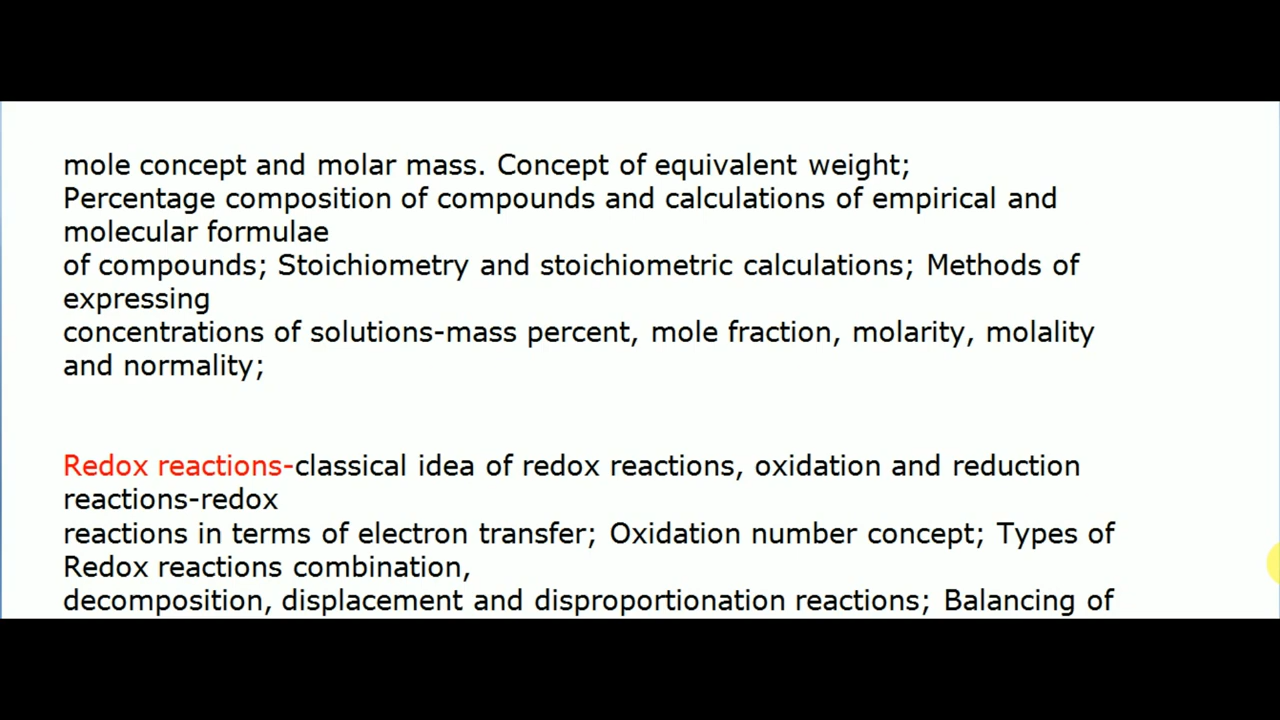 mole concept and molar mass. Concept of equivalent weight;
Percentage composition of compounds and calculations of empirical and
molecular formulae
of compounds; Stoichiometry and stoichiometric calculations; Methods of
expressing
concentrations of solutions-mass percent, mole fraction, molarity, molality
and normality;
Redox reactions-classical idea of redox reactions, oxidation and reduction
reactions-redox
reactions in terms of electron transfer; Oxidation number concept; Types of
Redox reactions combination,
decomposition, displacement and disproportionation reactions; Balancing of